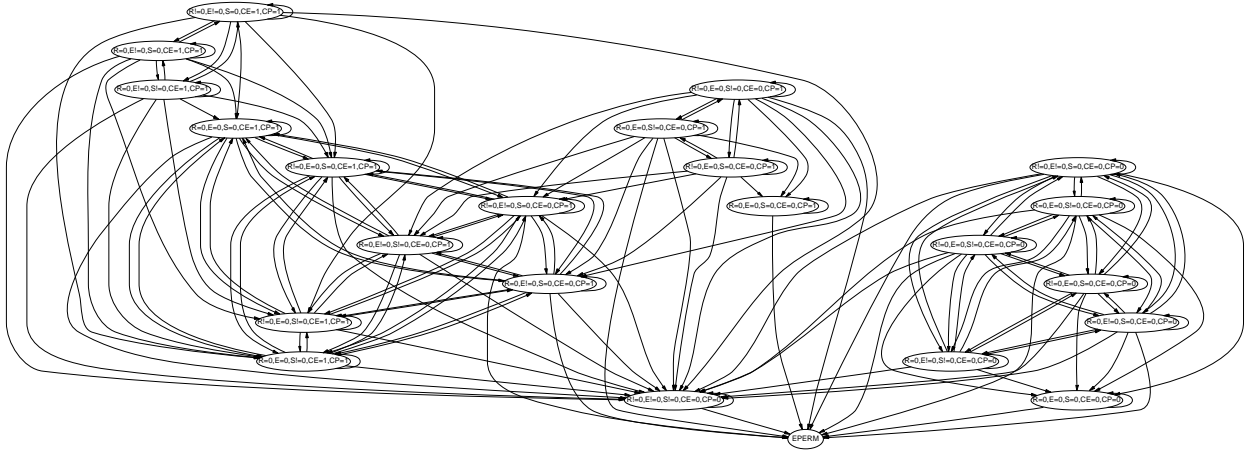 R!=0,E!=0,S=0,CE=1,CP=1
R=0,E!=0,S=0,CE=1,CP=1
R=0,E!=0,S!=0,CE=1,CP=1
R!=0,E=0,S!=0,CE=0,CP=1
R=0,E=0,S=0,CE=1,CP=1
R=0,E=0,S!=0,CE=0,CP=1
R!=0,E=0,S=0,CE=1,CP=1
R!=0,E=0,S=0,CE=0,CP=1
R!=0,E!=0,S=0,CE=0,CP=0
R!=0,E!=0,S=0,CE=0,CP=1
R=0,E=0,S=0,CE=0,CP=1
R!=0,E=0,S!=0,CE=0,CP=0
R=0,E!=0,S!=0,CE=0,CP=1
R=0,E=0,S!=0,CE=0,CP=0
R=0,E!=0,S=0,CE=0,CP=1
R!=0,E=0,S=0,CE=0,CP=0
R!=0,E=0,S!=0,CE=1,CP=1
R=0,E!=0,S=0,CE=0,CP=0
R=0,E=0,S!=0,CE=1,CP=1
R=0,E!=0,S!=0,CE=0,CP=0
R!=0,E!=0,S!=0,CE=0,CP=0
R=0,E=0,S=0,CE=0,CP=0
EPERM